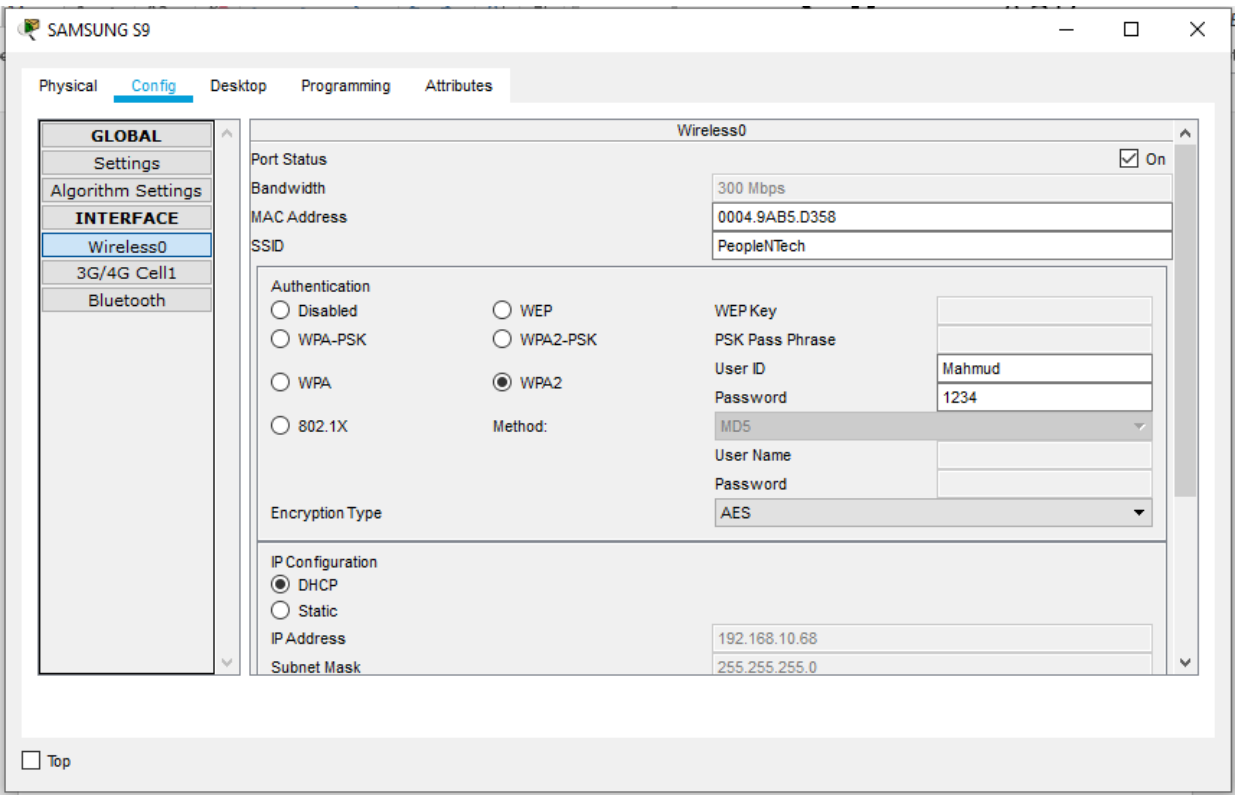 SAMSUNG S9
Physical Config Desktop Programming Attributes
GLOBAL
Settings
Algorithm Settings
INTERFACE
Wireless0
3G/4G Cell1
Bluetooth
Wireless0
Port Status On
Bandwidth 300 Mbps
MAC Address 0004.9AB5.D358
SSID PeopleNTech
Authentication
Disabled WEP WEP Key
WPA-PSK WPA2-PSK PSK Pass Phrase
User ID Mahmud
WPA WPA2
Password 1234
802.1X Method: MD5
User Name
Password
Encryption Type AES
IP Configuration
DHCP
Static
IP Address 192.168.10.68
Subnet Mask 255.255.255.0
Top